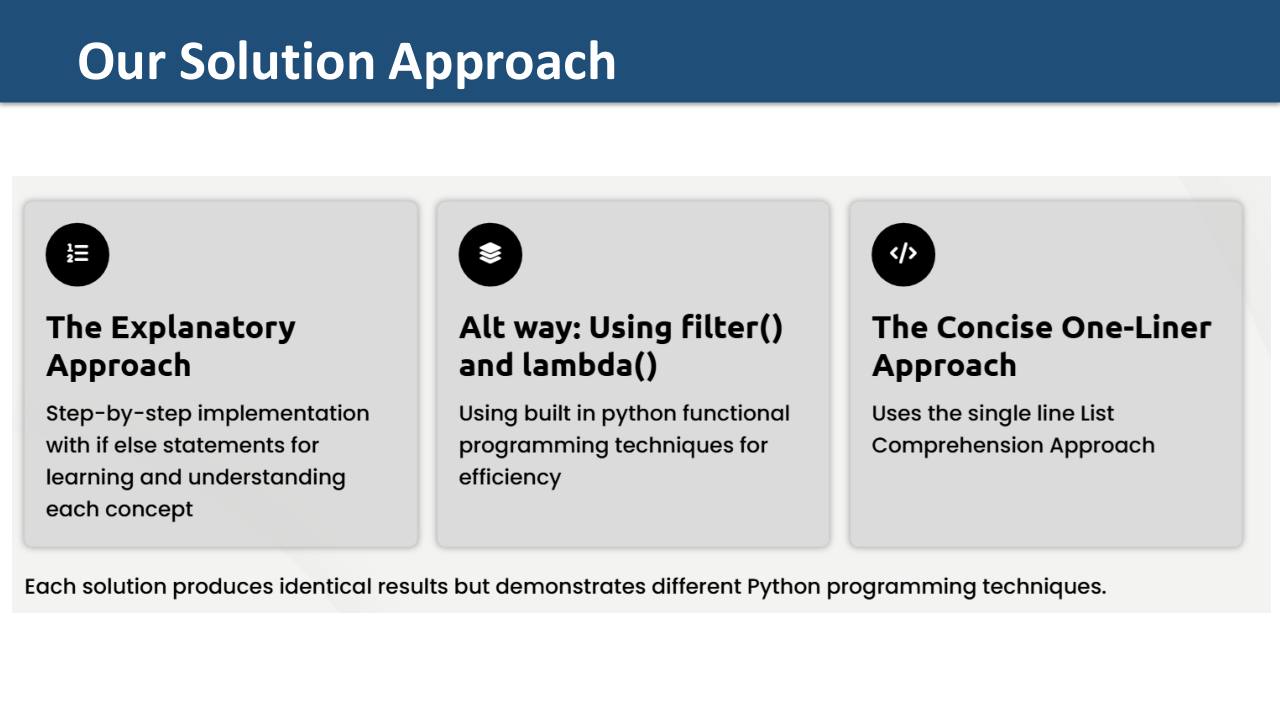 Our Solution Approach
The Explanatory
Approach
Step-by-step implementation
with if else statements for
learning and understanding
each concept
Alt way: Using filter()
and lambda()
Using built in python functional
programming techniques for
efficiency
The Concise One-Liner
Approach
Uses the single line List
Comprehension Approach
Each solution produces identical results but demonstrates different Python programming techniques.